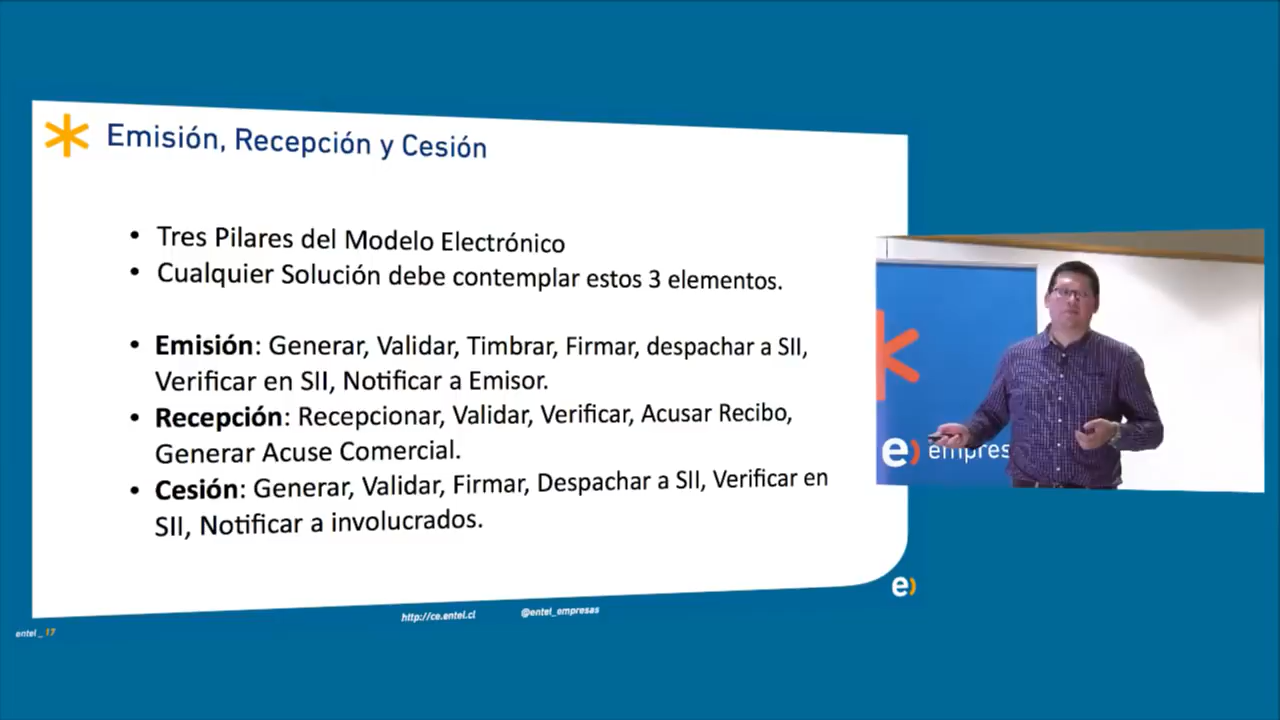 Emisión, Recepción y Cesión
• Tres Pilares del Modelo Electrónico
• Cualquier Solución debe contemplar estos 3 elementos.
• Emisión: Generar, Validar, Timbrar, Firmar, despachar a SII,
Verificar en SII, Notificar a Emisor.
• Recepción: Recepcionar, Validar, Verificar, Acusar Recibo,
Generar Acuse Comercial.
• Cesión: Generar, Validar, Firmar, Despachar a SII, Verificar en
SII, Notificar a involucrados.
e) empres
e)
http://ce.entel.cl @entel_empresas
entel _ 17